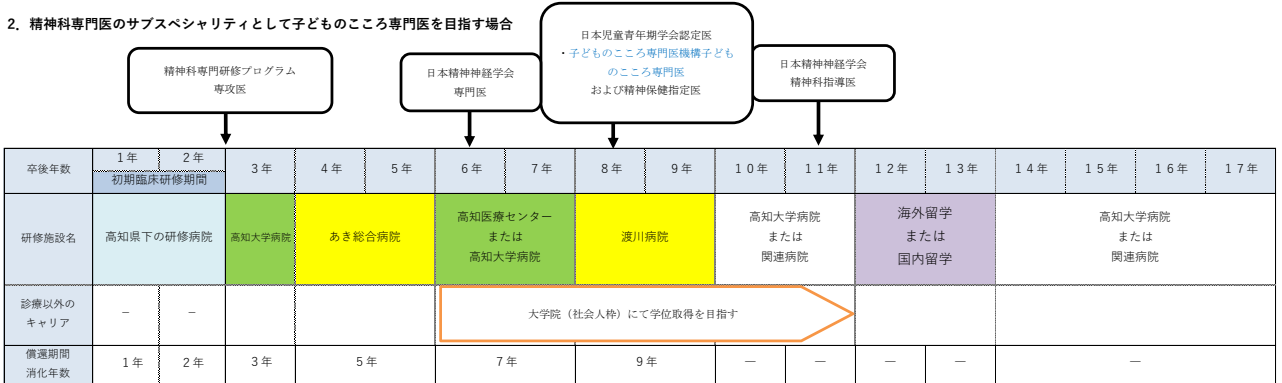 2．精神科専門医のサブスペシャリティとして子どものこころ専門医を目指す場合
精神科専門研修プログラム
専攻医
日本精神神経学会
専門医
日本児童青年期学会認定医
・子どものこころ専門医機構子ども
のこころ専門医
および精神保健指定医
日本精神神経学会
精神科指導医
卒後年数 1年 2年 3年 4年 5年 6年 7年 8年 9年 10年 11年 12年 13年 14年 15年 16年 17年
初期臨床研修期間
研修施設名
高知県下の研修病院
高知大学病院
あき総合病院
高知医療センター
または
高知大学病院
渡川病院
高知大学病院
または
関連病院
海外留学
または
国内留学
高知大学病院
または
関連病院
診療以外の
キャリア
－ －
大学院（社会人枠）にて学位取得を目指す
償還期間
消化年数
1年 2年 3年 5年 7年 9年 － － － － －